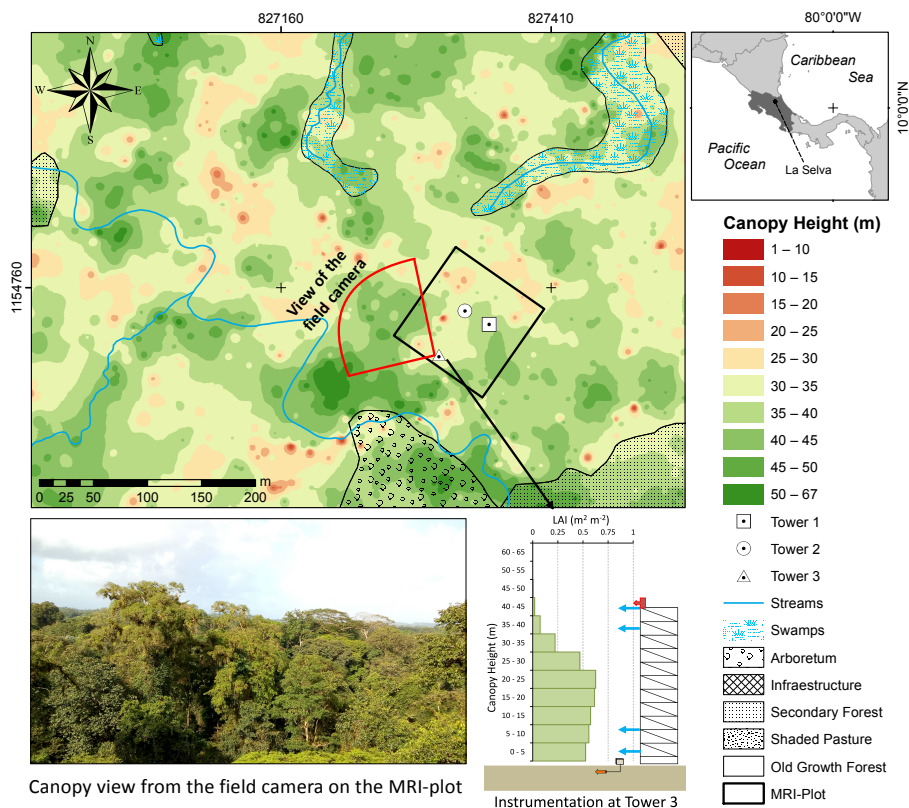 827160
827410
80°0'0"W
N
W
E
S
1154760
View of the
field camera
0 25 50 100 150 200
m
Caribbean
Sea
Pacific
Ocean
La Selva
10°0'0"N
Canopy Height (m)
1 – 10
10 – 15
15 – 20
20 – 25
25 – 30
30 – 35
35 – 40
40 – 45
45 – 50
50 – 67
Tower 1
Tower 2
Tower 3
Streams
Swamps
Arboretum
Infraestructure
Secondary Forest
Shaded Pasture
Old Growth Forest
MRI-Plot
Canopy view from the field camera on the MRI-plot
LAI (m² m⁻²)
0 0.25 0.5 0.75 1
Canopy Height (m)
60 - 65
55 - 60
50 - 55
45 - 50
40 - 45
35 - 40
30 - 35
25 - 30
20 - 25
15 - 20
10 - 15
5 - 10
0 - 5
Instrumentation at Tower 3